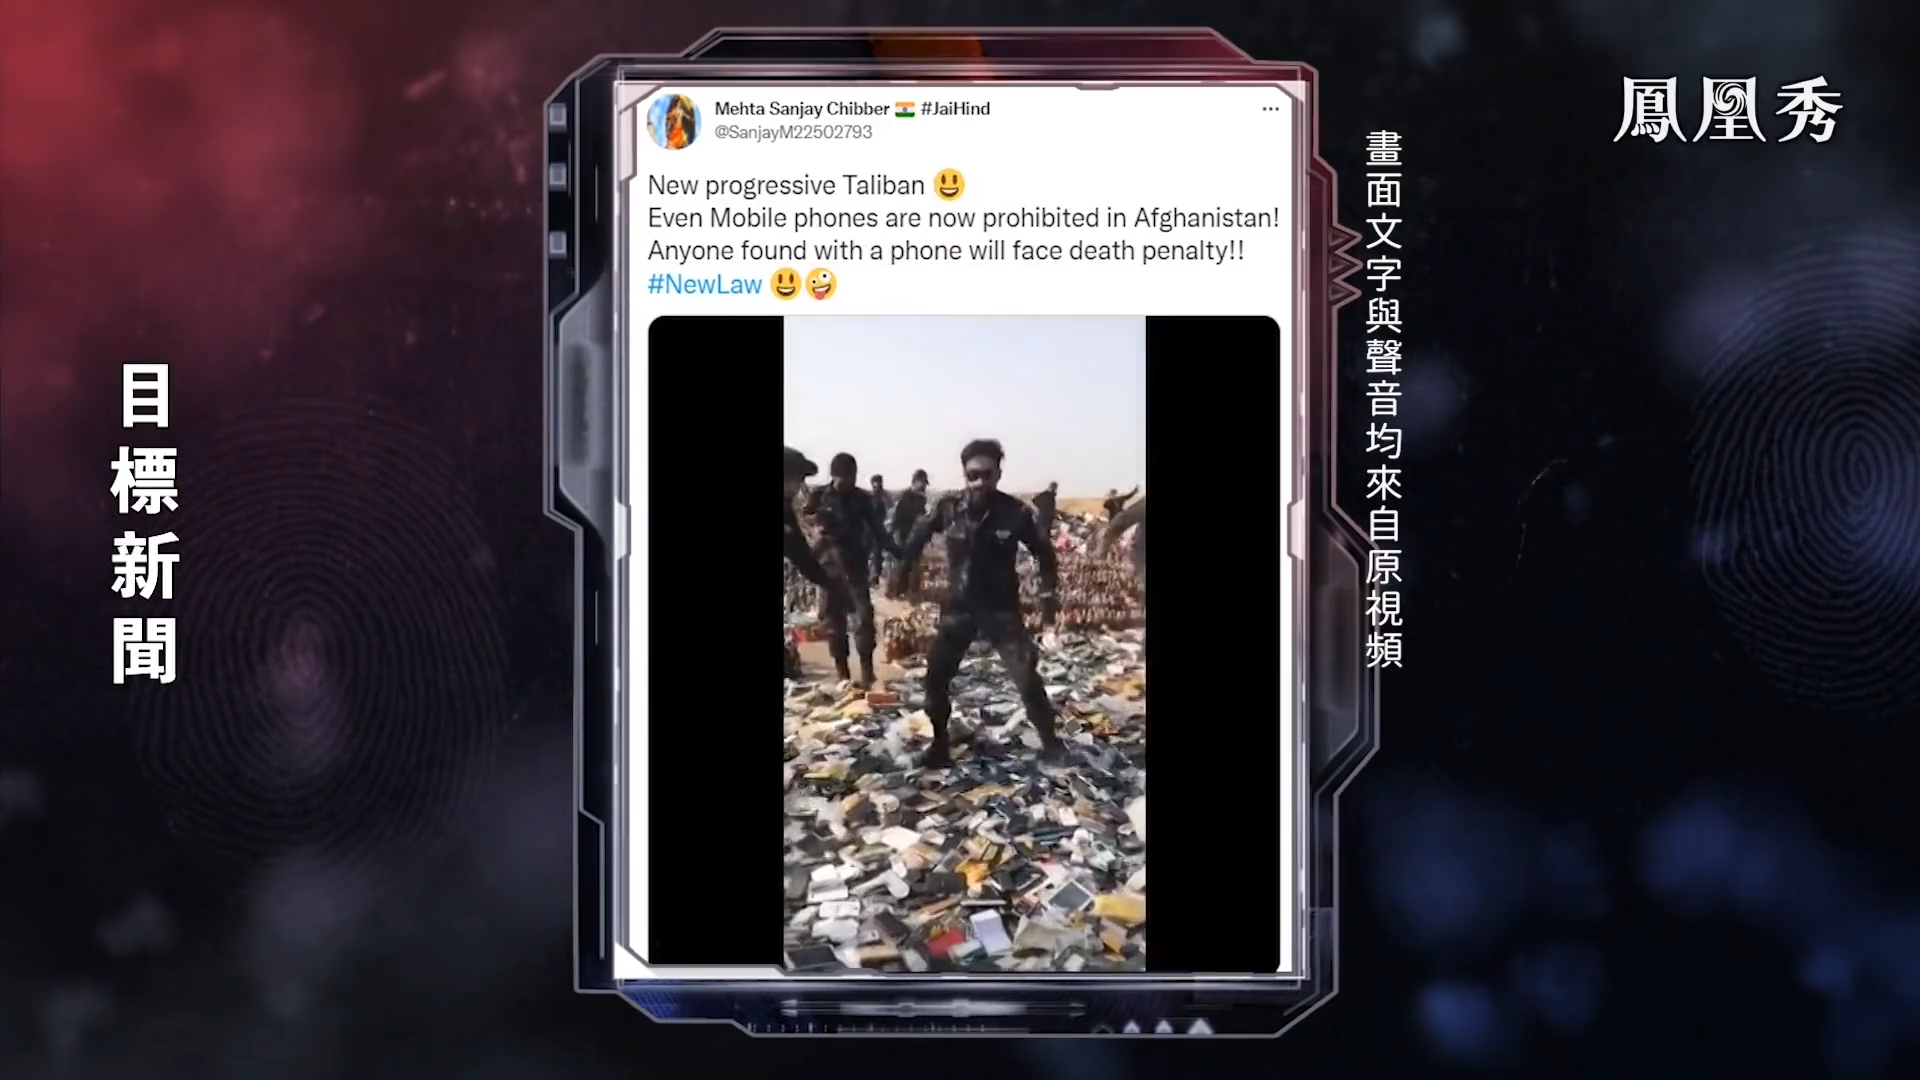 鳳凰秀
目標新聞
Mehta Sanjay Chibber 🇮🇳 #JaiHind
@SanjayM22502793
New progressive Taliban 😃
Even Mobile phones are now prohibited in Afghanistan!
Anyone found with a phone will face death penalty!!
#NewLaw 😃🤪
畫面文字與聲音均來自原視頻